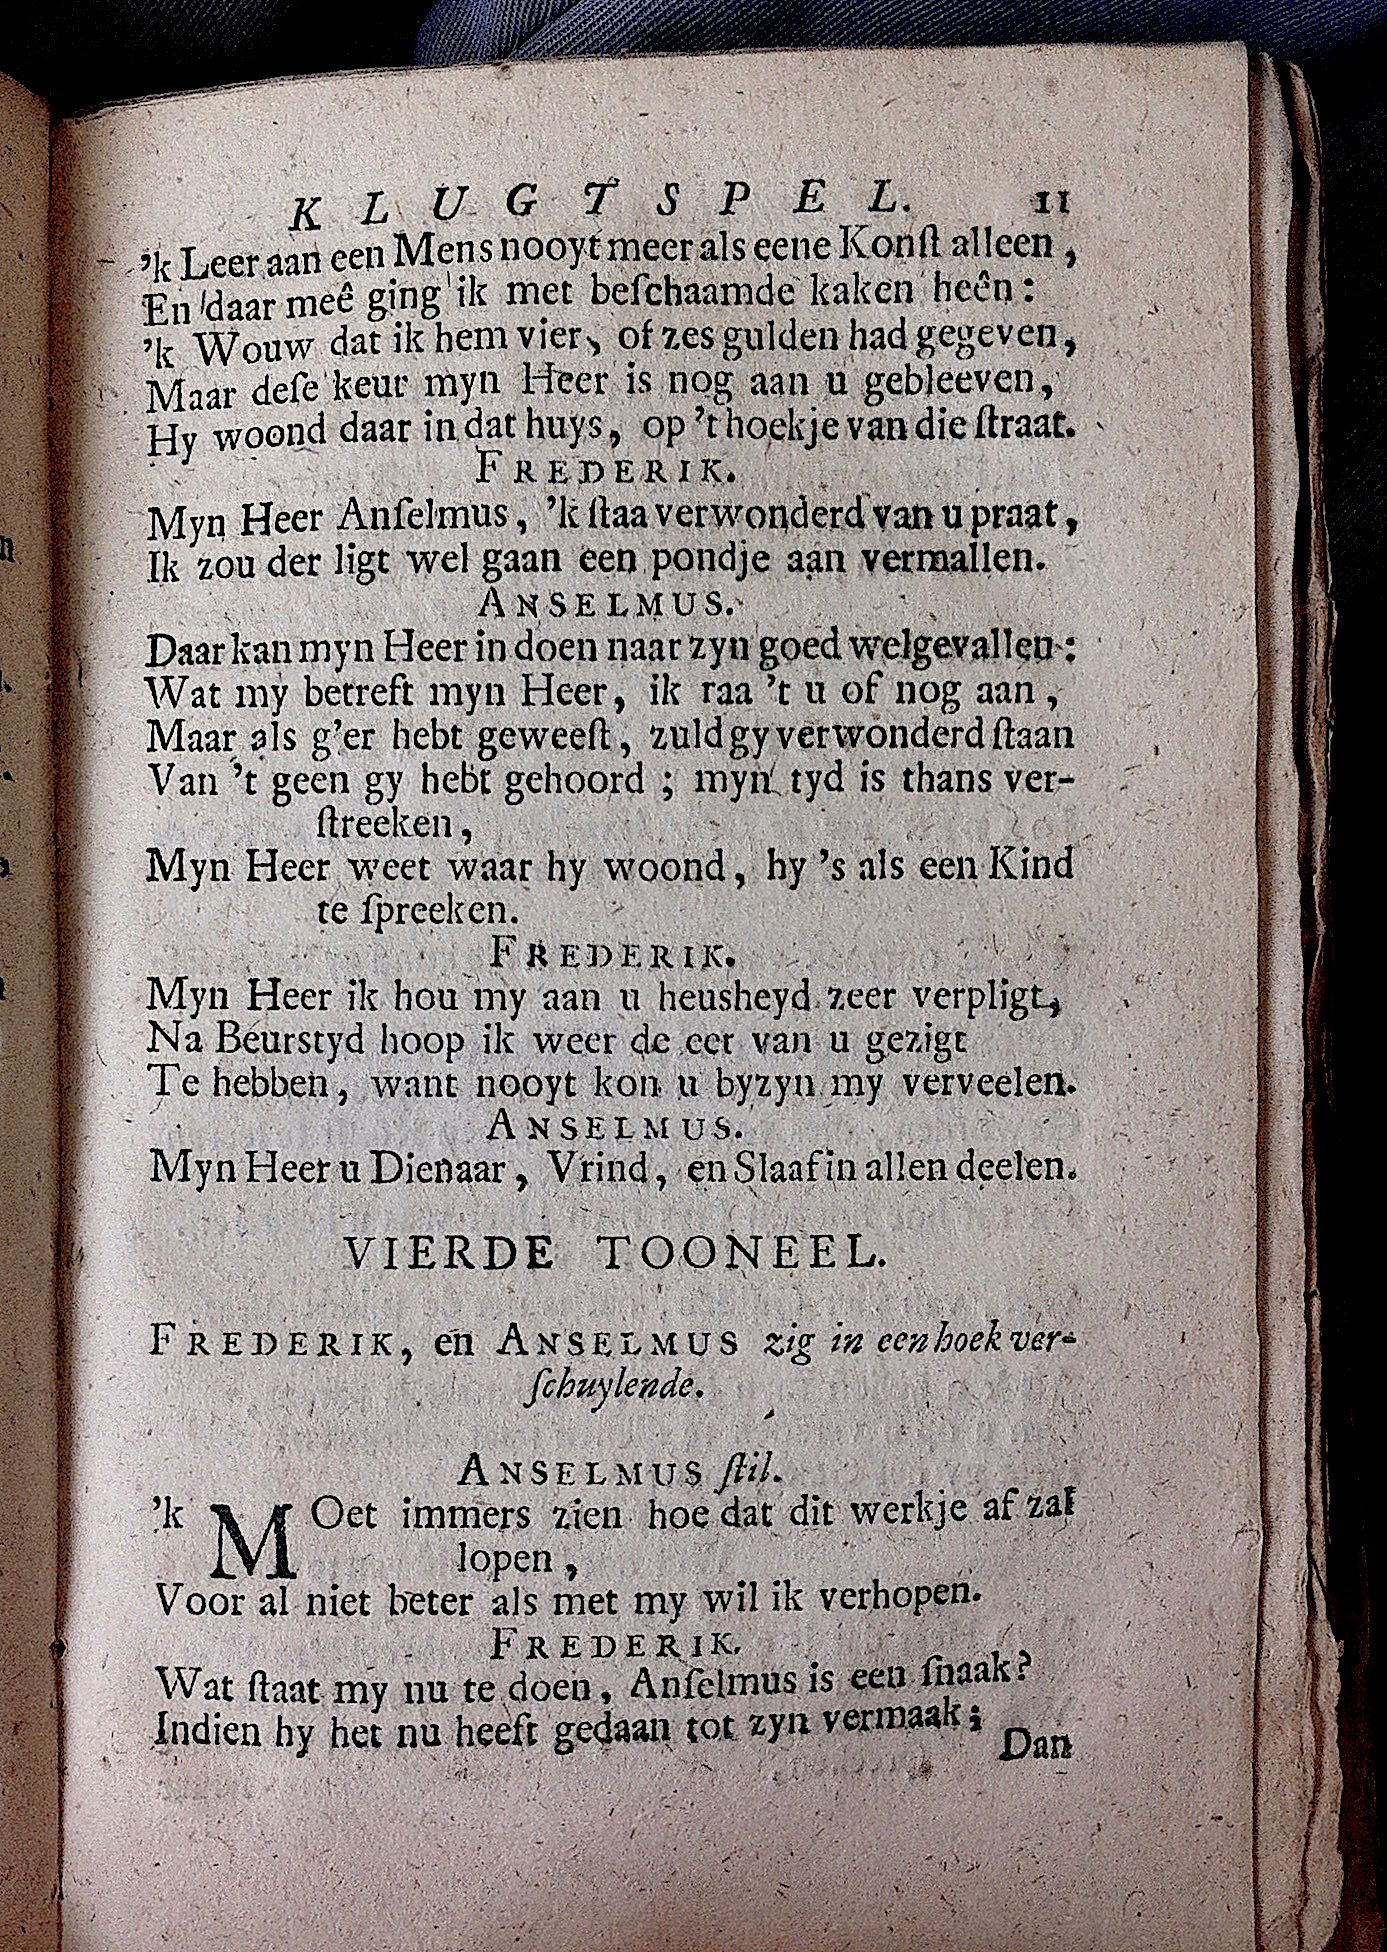 KLUGTSPEL. 11
'k Leer aan een Mens nooyt meer als eene Konſt alleen,
En daar meê ging ik met beſchaamde kaken heên:
'k Wouw dat ik hem vier, of zes gulden had gegeven,
Maar deſe keur myn Heer is nog aan u gebleeven,
Hy woond daar in dat huys, op 't hoekje van die ſtraat.
FREDERIK.
Myn Heer Anſelmus, 'k ſtaa verwonderd van u praat,
Ik zou der ligt wel gaan een pondje aan vermallen.
ANSELMUS.
Daar kan myn Heer in doen naar zyn goed welgevallen:
Wat my betreft myn Heer, ik raa 't u of nog aan,
Maar als g'er hebt geweeſt, zuld gy verwonderd ſtaan
Van 't geen gy hebt gehoord; myn tyd is thans ver-
ſtreeken,
Myn Heer weet waar hy woond, hy 's als een Kind
te ſpreeken.
FREDERIK.
Myn Heer ik hou my aan u heusheyd zeer verpligt,
Na Beurstyd hoop ik weer de eer van u gezigt
Te hebben, want nooyt kon u byzyn my verveelen.
ANSELMUS.
Myn Heer u Dienaar, Vrind, en Slaaf in allen deelen.
VIERDE TOONEEL.
FREDERIK, en ANSELMUS zig in een hoek ver-
ſchuylende.
ANSELMUS ſtil.
'k MOet immers zien hoe dat dit werkje af zal
lopen,
Voor al niet beter als met my wil ik verhopen.
FREDERIK.
Wat ſtaat my nu te doen, Anſelmus is een ſnaak?
Indien hy het nu heeft gedaan tot zyn vermaak;
Dan